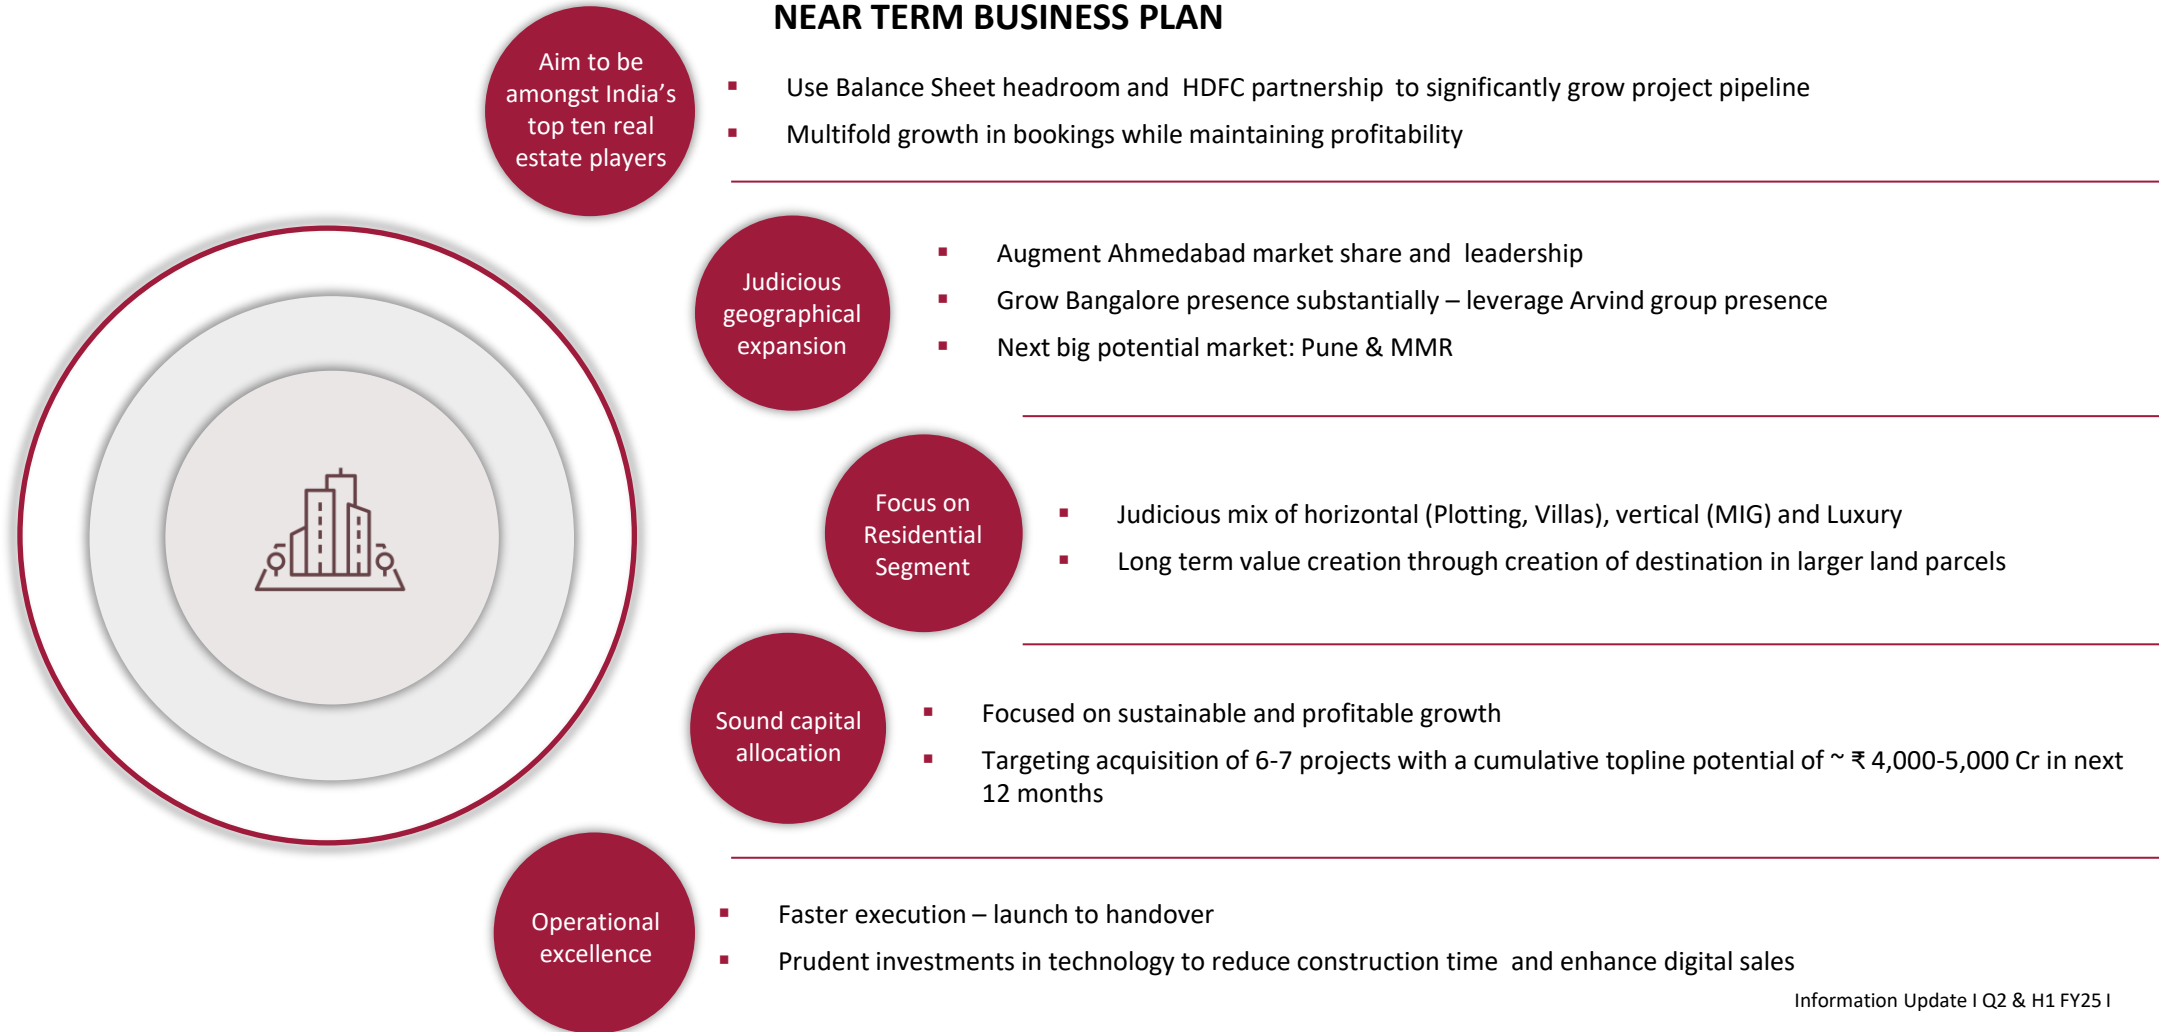 NEAR TERM BUSINESS PLAN
Aim to be
amongst India's
top ten real
estate players
▪ Use Balance Sheet headroom and HDFC partnership to significantly grow project pipeline
▪ Multifold growth in bookings while maintaining profitability
Judicious
geographical
expansion
▪ Augment Ahmedabad market share and leadership
▪ Grow Bangalore presence substantially – leverage Arvind group presence
▪ Next big potential market: Pune & MMR
Focus on
Residential
Segment
▪ Judicious mix of horizontal (Plotting, Villas), vertical (MIG) and Luxury
▪ Long term value creation through creation of destination in larger land parcels
Sound capital
allocation
▪ Focused on sustainable and profitable growth
▪ Targeting acquisition of 6-7 projects with a cumulative topline potential of ~ ₹ 4,000-5,000 Cr in next
12 months
Operational
excellence
▪ Faster execution – launch to handover
▪ Prudent investments in technology to reduce construction time and enhance digital sales
Information Update I Q2 & H1 FY25 I